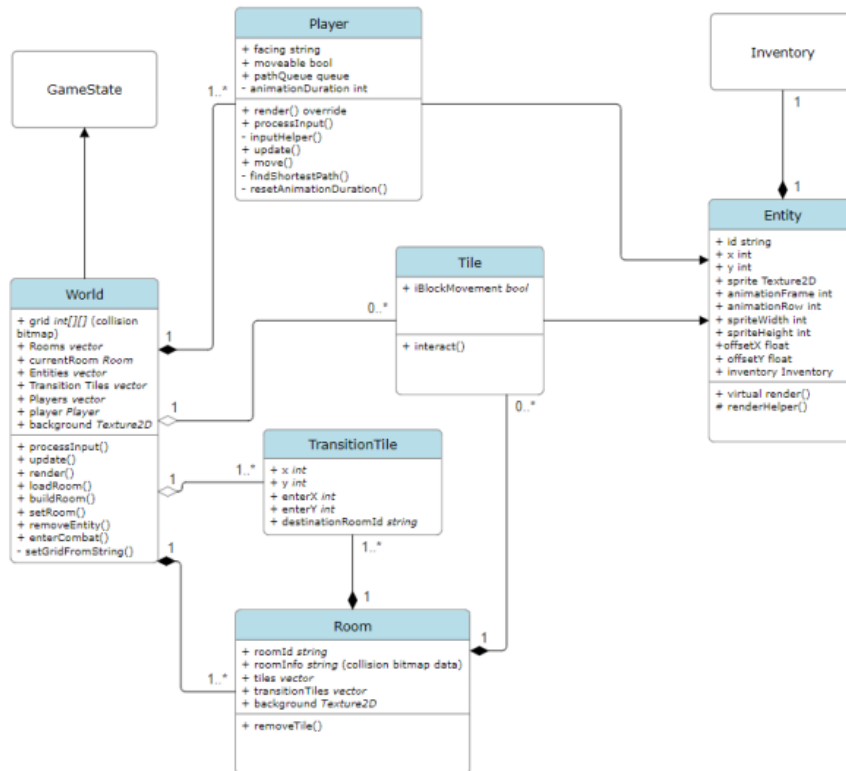 Player
+ facing string
+ moveable bool
+ pathQueue queue
- animationDuration int
+ render() override
+ processInput()
- inputHelper()
+ update()
+ move()
- findShortestPath()
- resetAnimationDuration()
GameState
Inventory
1..*
1
1
Entity
+ id string
+ x int
+ y int
+ sprite Texture2D
+ animationFrame int
+ animationRow int
+ spriteWidth int
+ spriteHeight int
+offsetX float
+ offsetY float
+ inventory Inventory
+ virtual render()
# renderHelper()
Tile
+ iBlockMovement bool
+ interact()
0..*
0..*
World
+ grid int[][] (collision
bitmap)
+ Rooms vector
+ currentRoom Room
+ Entities vector
+ Transition Tiles vector
+ Players vector
+ player Player
+ background Texture2D
+ processInput()
+ update()
+ render()
+ loadRoom()
+ buildRoom()
+ setRoom()
+ removeEntity()
+ enterCombat()
- setGridFromString()
1
1
1
1
TransitionTile
+ x int
+ y int
+ enterX int
+ enterY int
+ destinationRoomId string
1..*
1..*
1
1
1..*
Room
+ roomId string
+ roomInfo string (collision bitmap data)
+ tiles vector
+ transitionTiles vector
+ background Texture2D
+ removeTile()